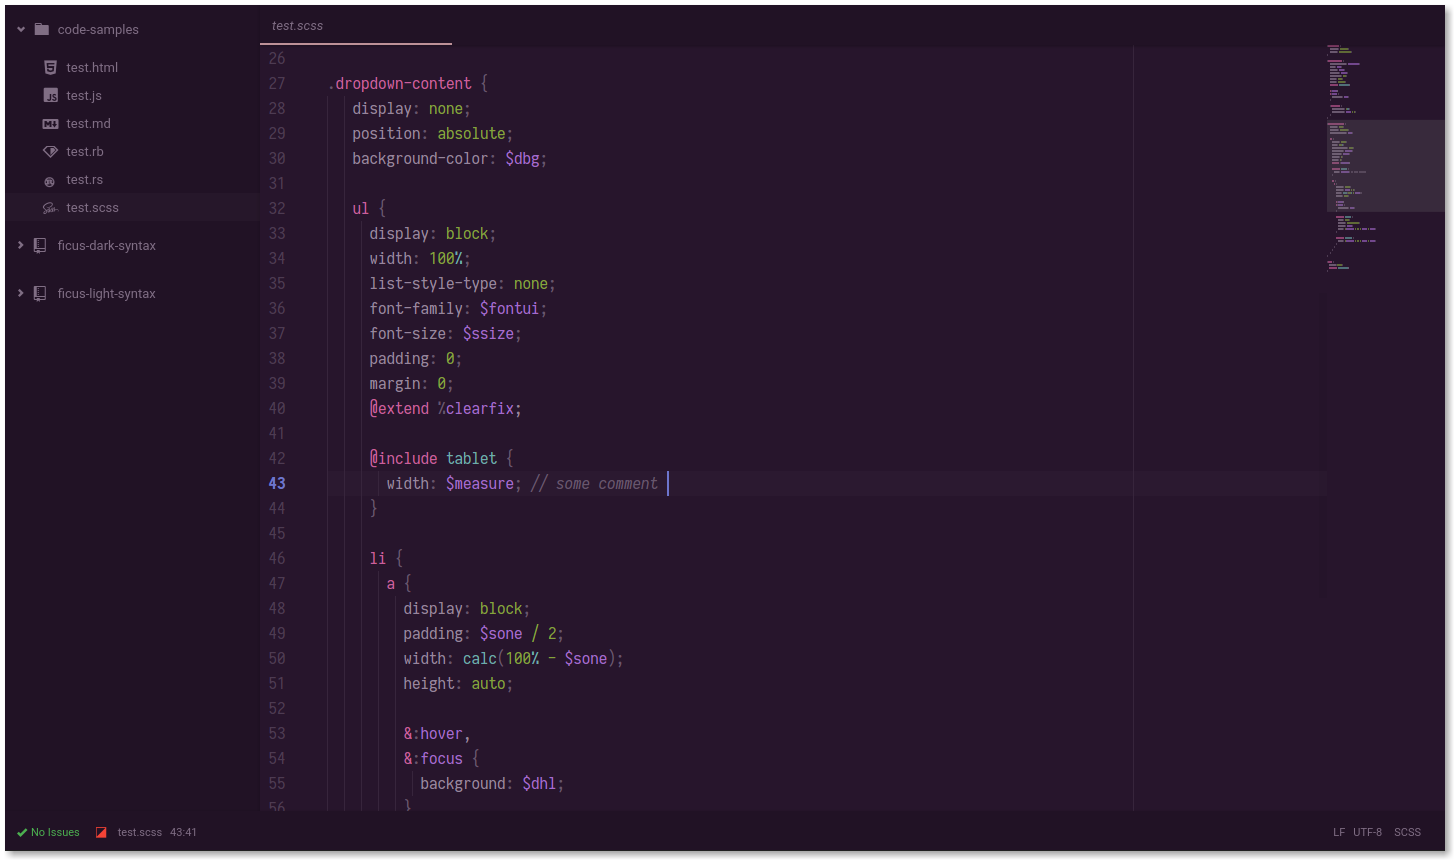 code-samples
test.html
test.js
test.md
test.rb
test.rs
test.scss
ficus-dark-syntax
ficus-light-syntax
test.scss
26
27 .dropdown-content {
28 display: none;
29 position: absolute;
30 background-color: $dbg;
31
32 ul {
33 display: block;
34 width: 100%;
35 list-style-type: none;
36 font-family: $fontui;
37 font-size: $ssize;
38 padding: 0;
39 margin: 0;
40 @extend %clearfix;
41
42 @include tablet {
43 width: $measure; // some comment
44 }
45
46 li {
47 a {
48 display: block;
49 padding: $sone / 2;
50 width: calc(100% - $sone);
51 height: auto;
52
53 &:hover,
54 &:focus {
55 background: $dhl;
56 }
No Issues test.scss 43:41 LF UTF-8 SCSS